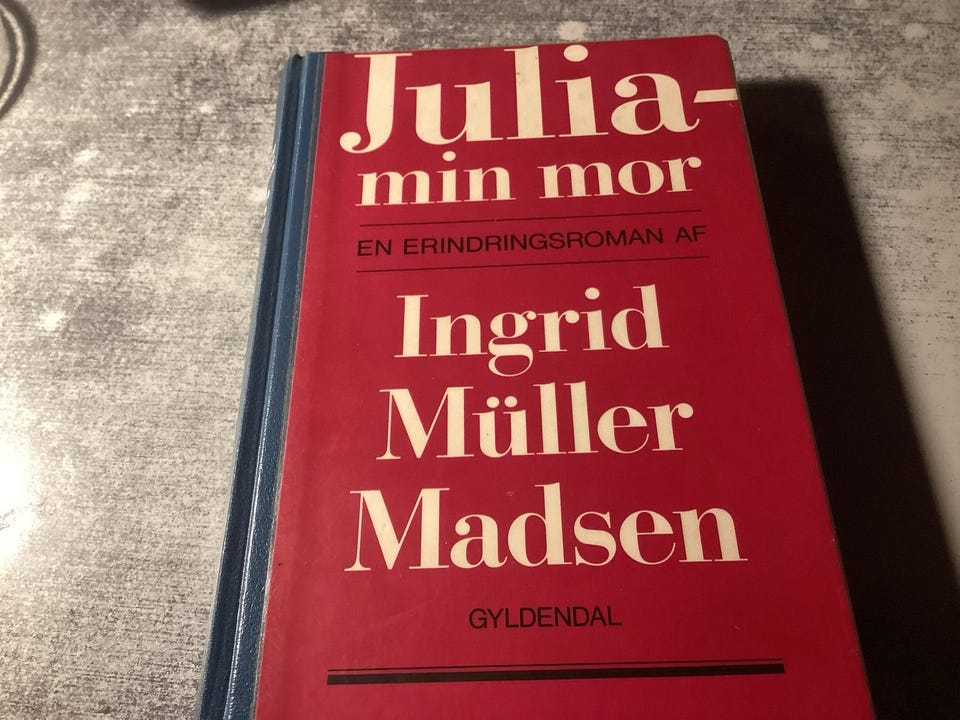 Julia-
min mor
EN ERINDRINGSROMAN AF
Ingrid
Müller
Madsen
GYLDENDAL